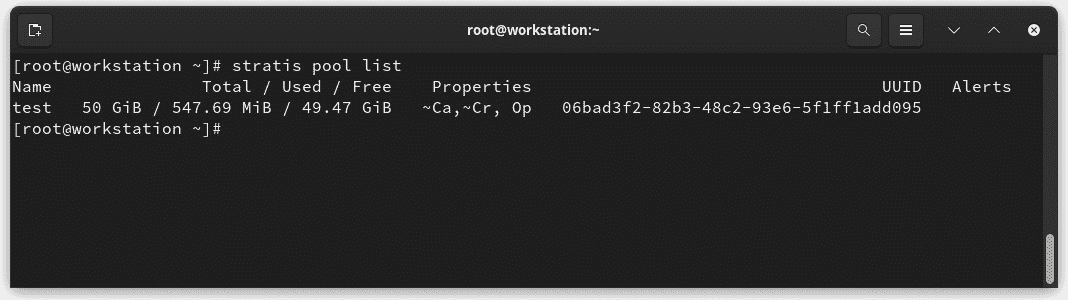 root@workstation:~
[root@workstation ~]# stratis pool list
Name               Total / Used / Free    Properties                                   UUID   Alerts
test   50 GiB / 547.69 MiB / 49.47 GiB   ~Ca,~Cr, Op   06bad3f2-82b3-48c2-93e6-5f1ff1add095
[root@workstation ~]#